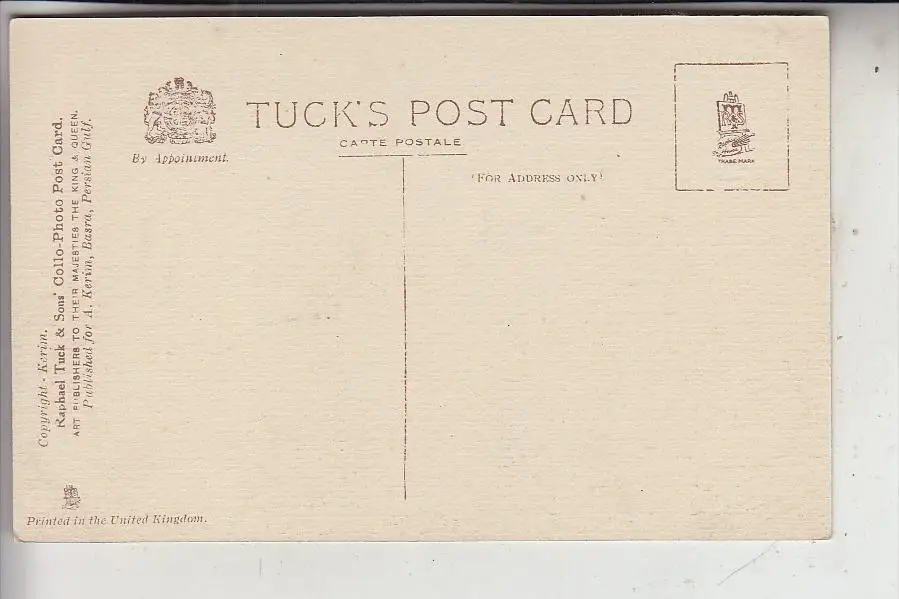 TUCK'S POST CARD
CARTE POSTALE
By Appointment.
(FOR ADDRESS ONLY)
TRADE MARK
Copyright - Kerim.
Raphael Tuck & Sons' Collo-Photo Post Card.
ART PUBLISHERS TO THEIR MAJESTIES THE KING & QUEEN.
Published for A. Kerim, Basra, Persian Gulf.
Printed in the United Kingdom.